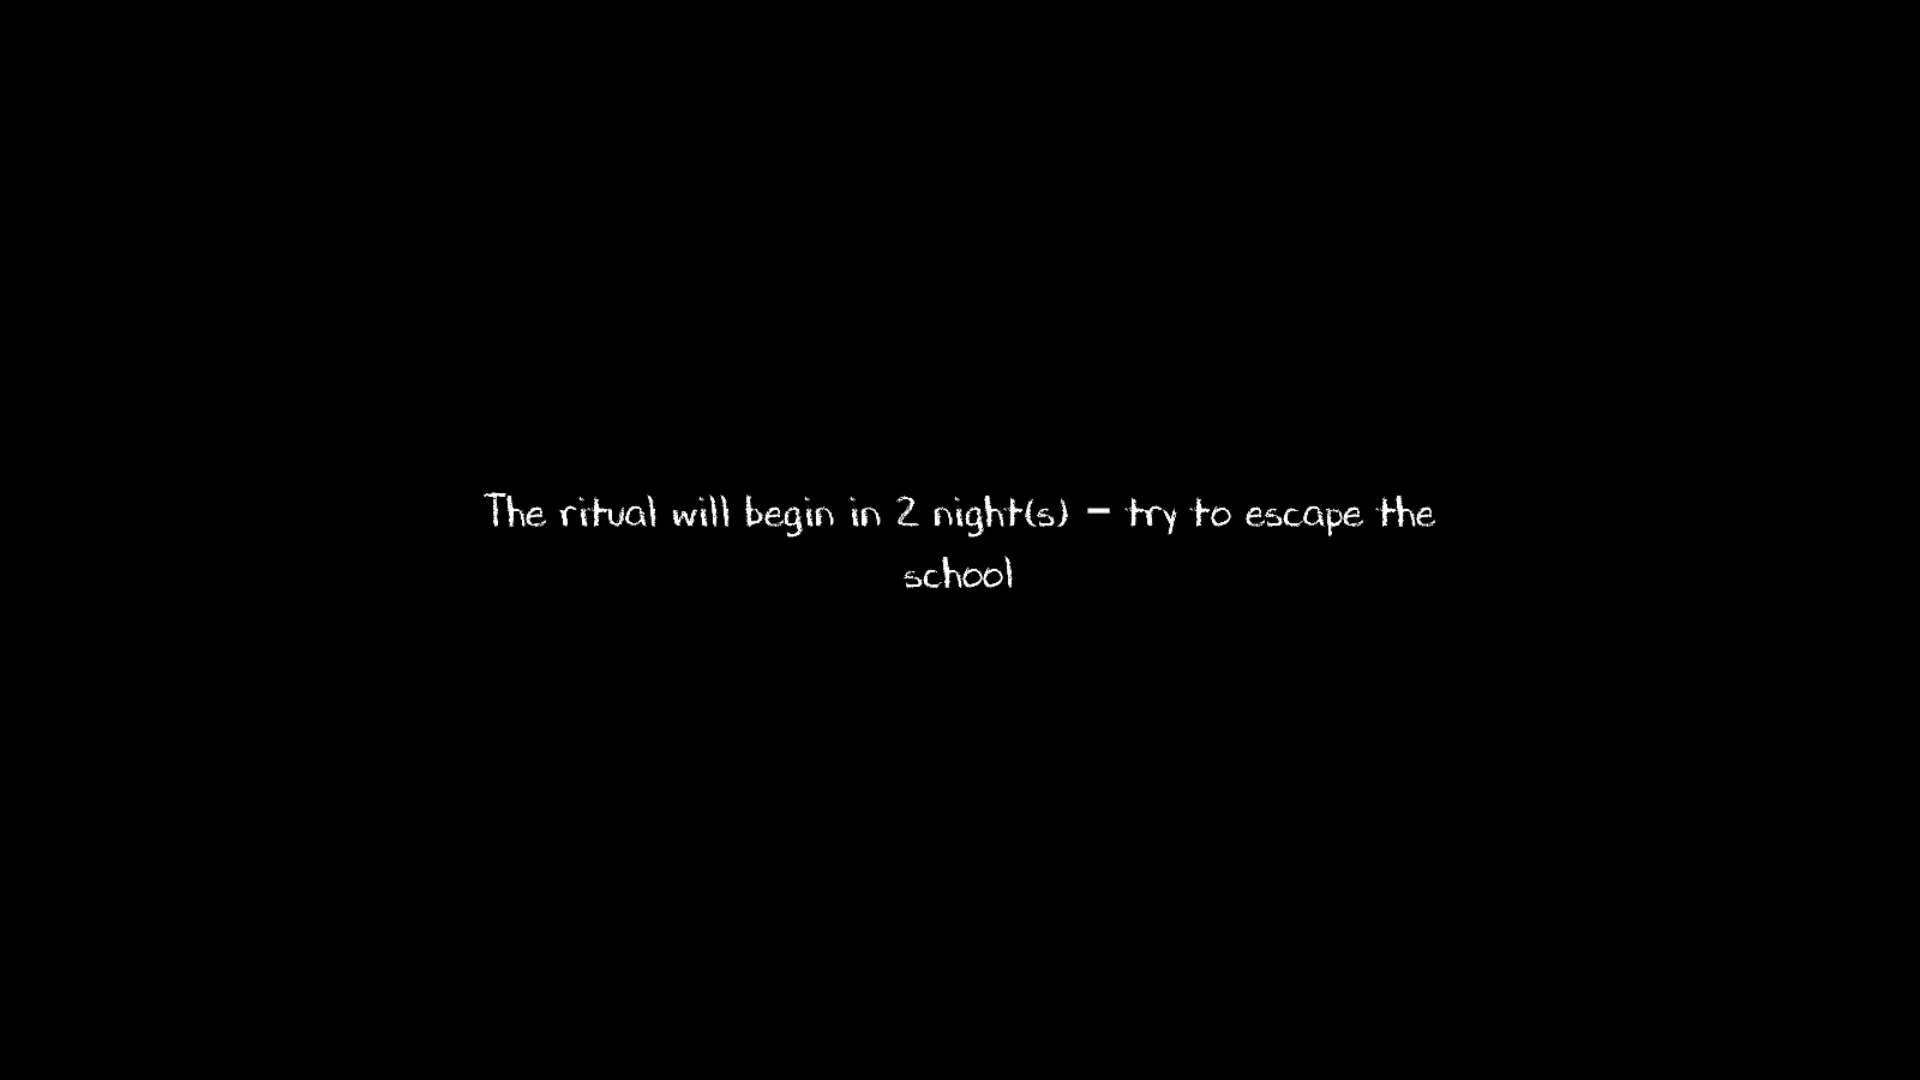 The ritual will begin in 2 night(s) - try to escape the
school